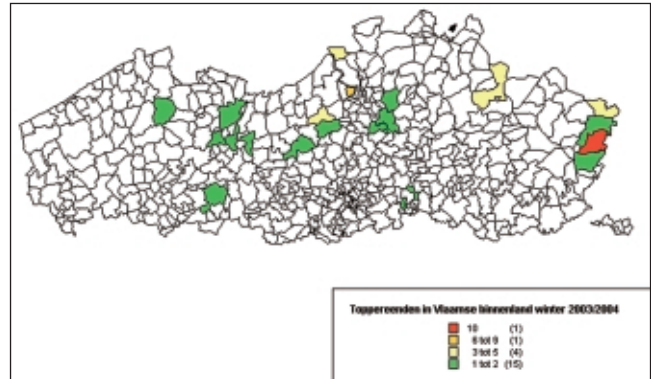 Toppereenden in Vlaamse binnenland winter 2003/2004
10 (1)
6 tot 9 (1)
3 tot 5 (4)
1 tot 2 (15)